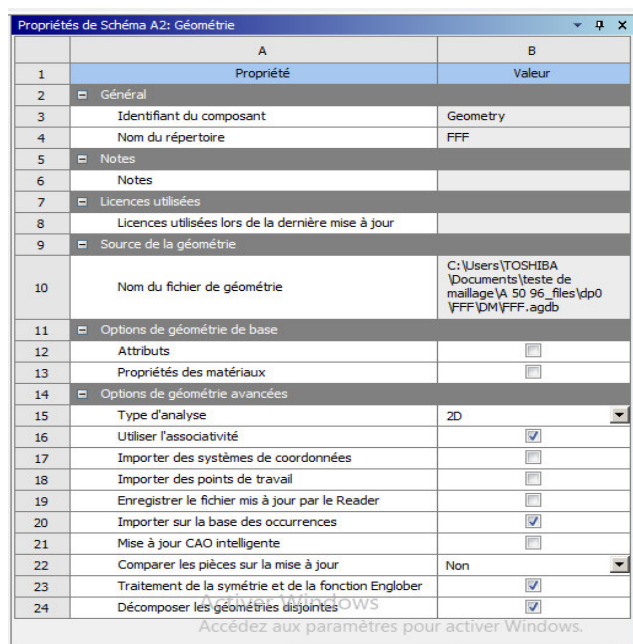 Propriétés de Schéma A2: Géométrie
A B
1 Propriété Valeur
2 Général
3 Identifiant du composant Geometry
4 Nom du répertoire FFF
5 Notes
6 Notes
7 Licences utilisées
8 Licences utilisées lors de la dernière mise à jour
9 Source de la géométrie
10 Nom du fichier de géométrie C:\Users\TOSHIBA
\Documents\teste de
maillage\A 50 96_files\dp0
\FFF\DM\FFF.agdb
11 Options de géométrie de base
12 Attributs
13 Propriétés des matériaux
14 Options de géométrie avancées
15 Type d'analyse 2D
16 Utiliser l'associativité
17 Importer des systèmes de coordonnées
18 Importer des points de travail
19 Enregistrer le fichier mis à jour par le Reader
20 Importer sur la base des occurrences
21 Mise à jour CAO intelligente
22 Comparer les pièces sur la mise à jour Non
23 Traitement de la symétrie et de la fonction Englober
24 Décomposer les géométries disjointes
Activer Windows
Accédez aux paramètres pour activer Windows.